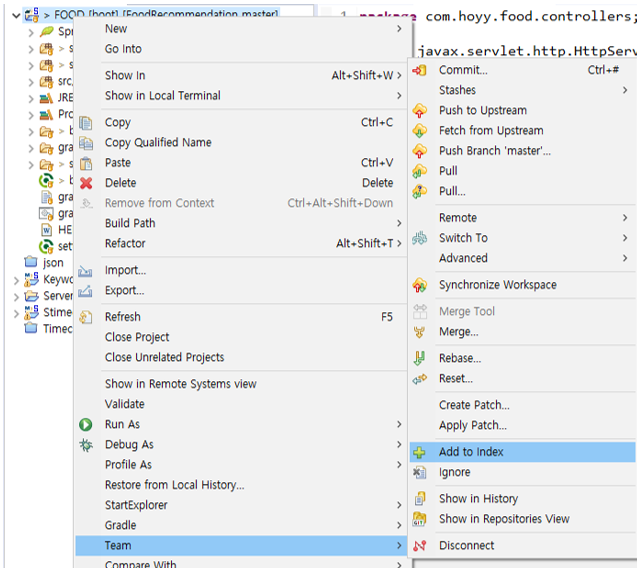 > FOOD [boot] [FoodRecommendation master]
> Spr
> s
> s
src/
JRE
Pro
> b
gra
> s
> b
gra
gra
HE
set
json
Keywo
Server
Stime
Timec
1 package com.hoyy.food.controllers;
javax.servlet.http.HttpServ
New >
Go Into
Show In Alt+Shift+W >
Show in Local Terminal >
Copy Ctrl+C
Copy Qualified Name
Paste Ctrl+V
Delete Delete
Remove from Context Ctrl+Alt+Shift+Down
Build Path >
Refactor Alt+Shift+T >
Import...
Export...
Refresh F5
Close Project
Close Unrelated Projects
Show in Remote Systems view
Validate
Run As >
Debug As >
Profile As >
Restore from Local History...
StartExplorer >
Gradle >
Team >
Compare With >
Commit... Ctrl+#
Stashes >
Push to Upstream
Fetch from Upstream
Push Branch 'master'...
Pull
Pull...
Remote >
Switch To >
Advanced >
Synchronize Workspace
Merge Tool
Merge...
Rebase...
Reset...
Create Patch...
Apply Patch...
Add to Index
Ignore
Show in History
Show in Repositories View
Disconnect